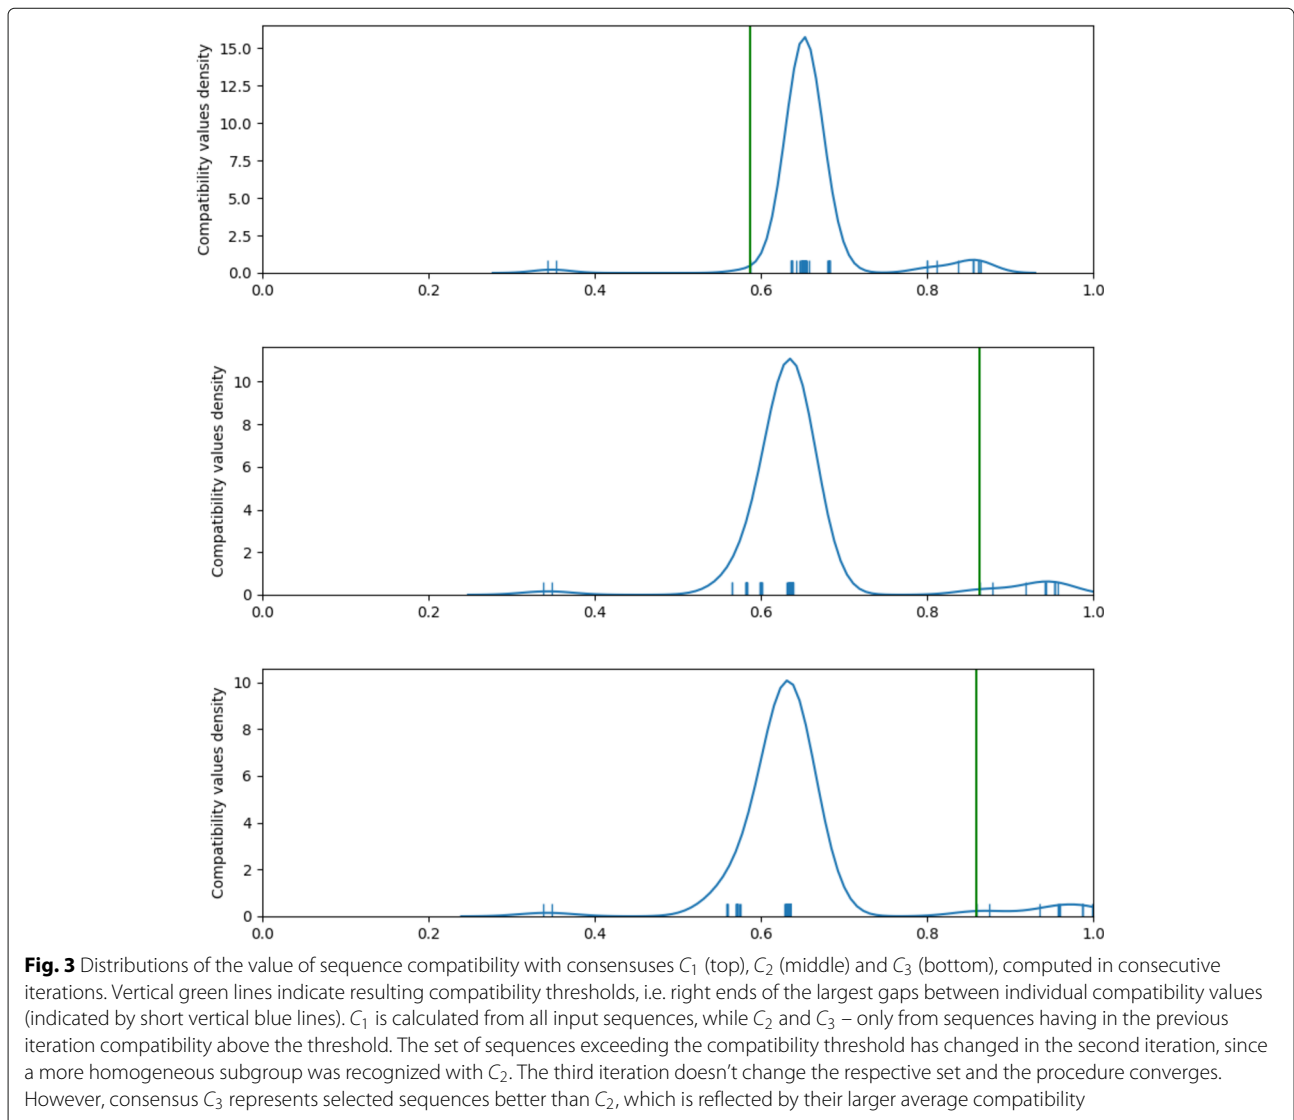 15.0
12.5
10.0
7.5
5.0
2.5
0.0
Compatibility values density
0.0 0.2 0.4 0.6 0.8 1.0
10
8
6
4
2
0
Compatibility values density
0.0 0.2 0.4 0.6 0.8 1.0
10
8
6
4
2
0
Compatibility values density
0.0 0.2 0.4 0.6 0.8 1.0
Fig. 3 Distributions of the value of sequence compatibility with consensuses C1 (top), C2 (middle) and C3 (bottom), computed in consecutive
iterations. Vertical green lines indicate resulting compatibility thresholds, i.e. right ends of the largest gaps between individual compatibility values
(indicated by short vertical blue lines). C1 is calculated from all input sequences, while C2 and C3 – only from sequences having in the previous
iteration compatibility above the threshold. The set of sequences exceeding the compatibility threshold has changed in the second iteration, since
a more homogeneous subgroup was recognized with C2. The third iteration doesn't change the respective set and the procedure converges.
However, consensus C3 represents selected sequences better than C2, which is reflected by their larger average compatibility